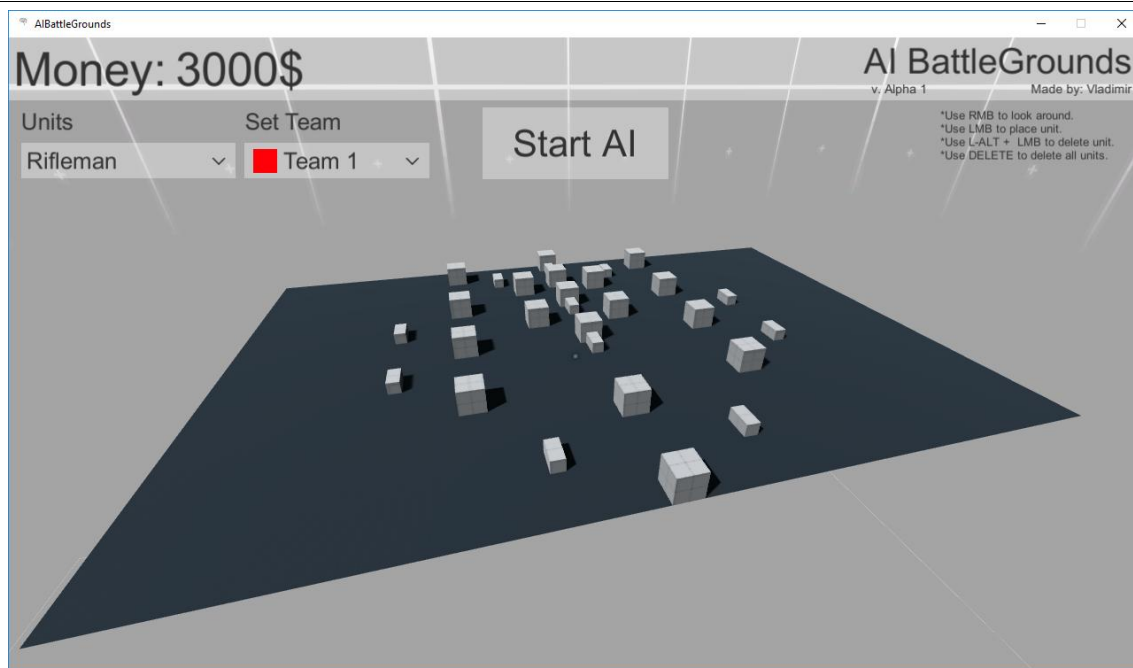 AIBattleGrounds
Money: 3000$
AI BattleGrounds
v. Alpha 1 Made by: Vladimir
Units Set Team
Rifleman Team 1
Start AI
*Use RMB to look around.
*Use LMB to place unit.
*Use L-ALT + LMB to delete unit.
*Use DELETE to delete all units.